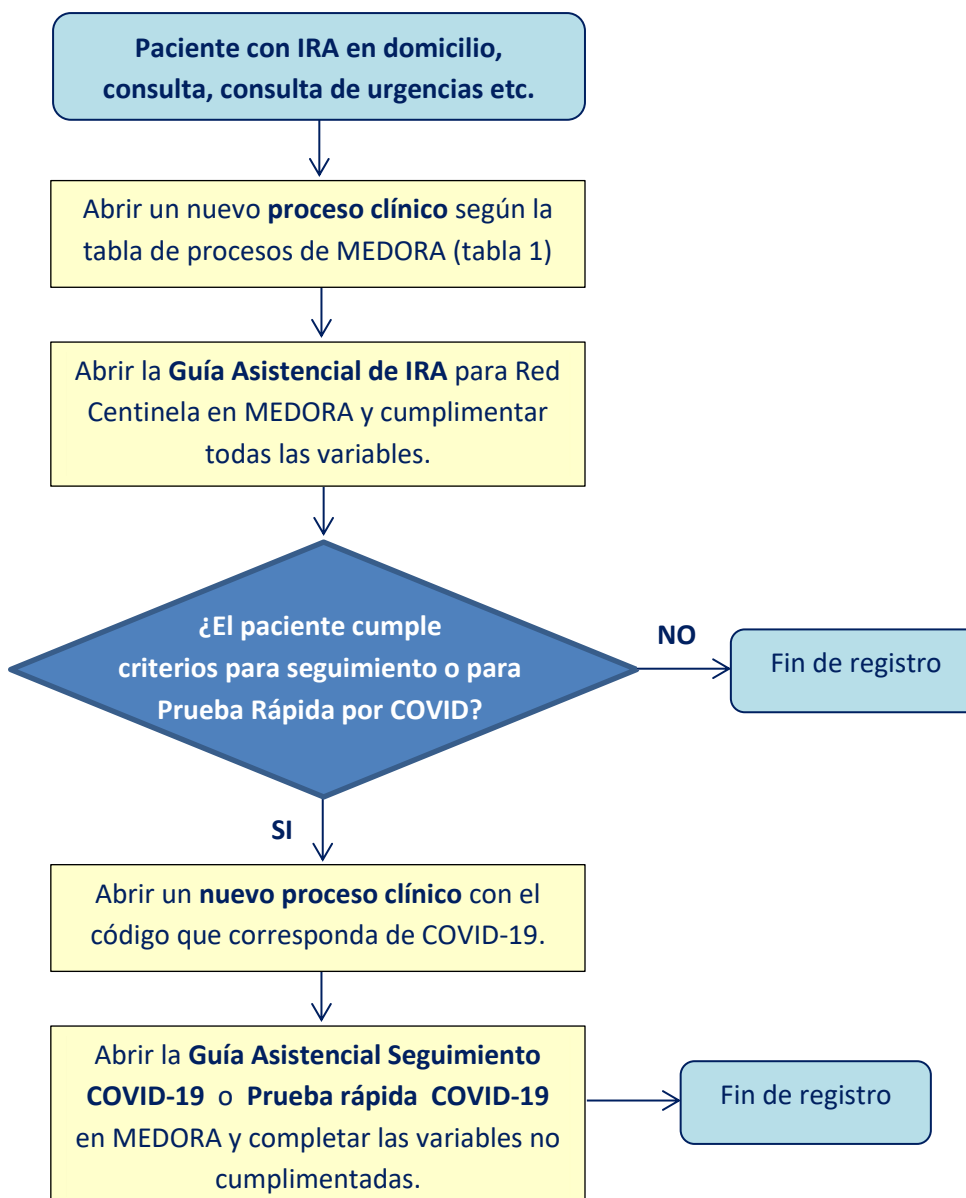 Paciente con IRA en domicilio,
consulta, consulta de urgencias etc.
Abrir un nuevo proceso clínico según la
tabla de procesos de MEDORA (tabla 1)
Abrir la Guía Asistencial de IRA para Red
Centinela en MEDORA y cumplimentar
todas las variables.
¿El paciente cumple
criterios para seguimiento o para
Prueba Rápida por COVID?
NO
Fin de registro
SI
Abrir un nuevo proceso clínico con el
código que corresponda de COVID-19.
Abrir la Guía Asistencial Seguimiento
COVID-19 o Prueba rápida COVID-19
en MEDORA y completar las variables no
cumplimentadas.
Fin de registro